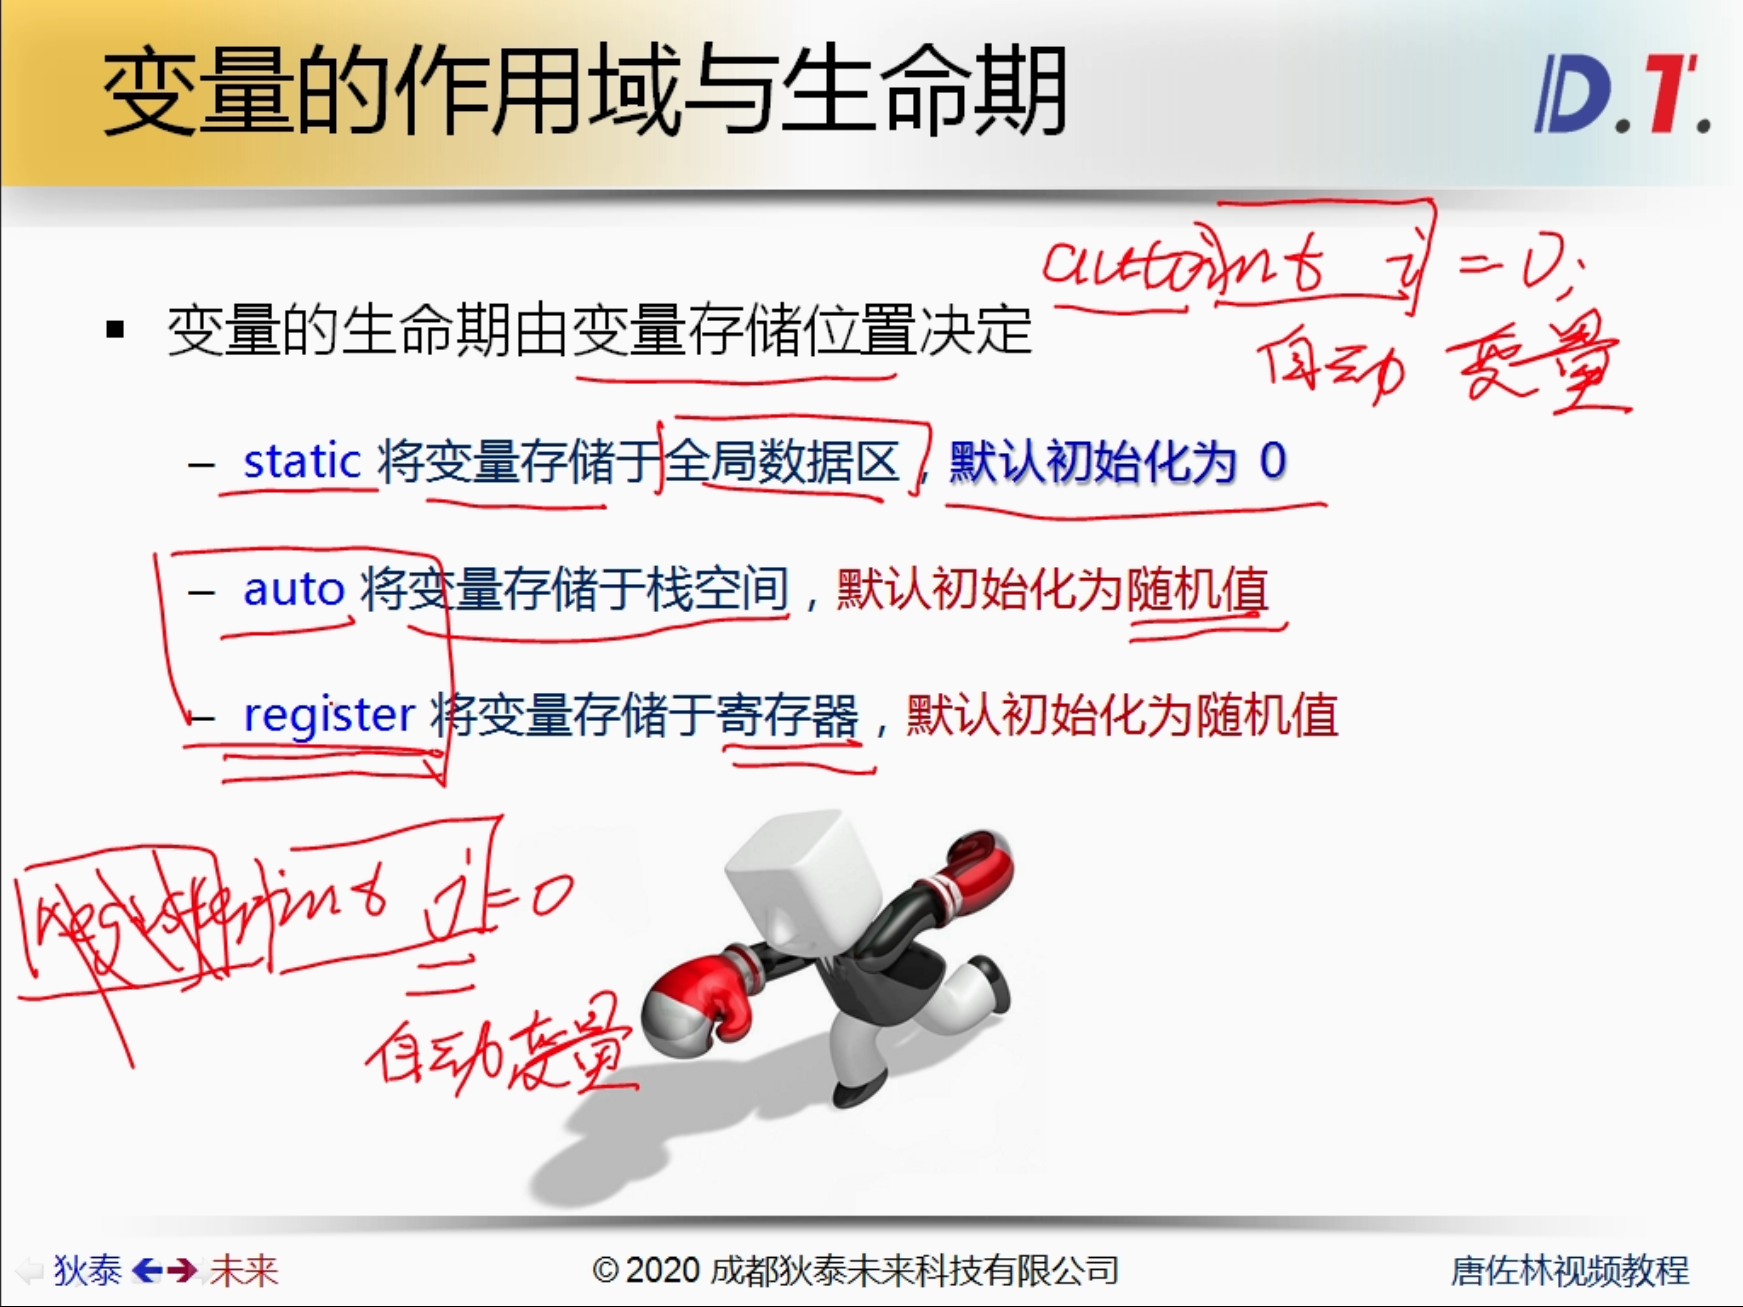 变量的作用域与生命期
D.T.
autoint i = 0;
自动 变量
▪ 变量的生命期由变量存储位置决定
– static 将变量存储于全局数据区，默认初始化为 0
– auto 将变量存储于栈空间，默认初始化为随机值
– register 将变量存储于寄存器，默认初始化为随机值
register int j=0
自动变量
狄泰 未来
© 2020 成都狄泰未来科技有限公司
唐佐林视频教程